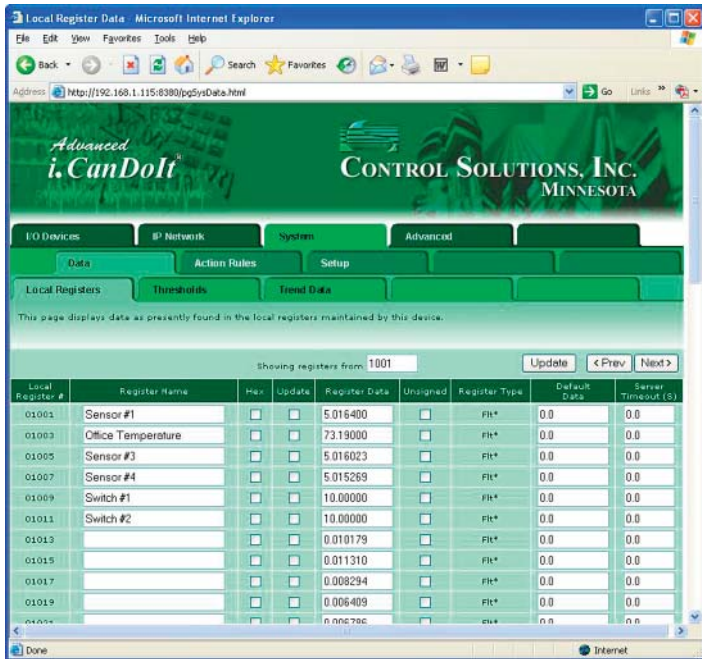 Local Register Data - Microsoft Internet Explorer
File Edit View Favorites Tools Help
Back Search Favorites
Address http://192.168.1.115:8380/pgSysData.html Go Links »
Advanced
i.CanDoIt®
CONTROL SOLUTIONS, INC.
MINNESOTA
I/O Devices IP Network System Advanced
Data Action Rules Setup
Local Registers Thresholds Trend Data
This page displays data as presently found in the local registers maintained by this device.
Showing registers from 1001 Update < Prev Next >
Local Register # Register Name Hex Update Register Data Unsigned Register Type Default Data Server Timeout (S)
01001 Sensor #1 5.016400 Flt* 0.0 0.0
01003 Office Temperature 73.19000 Flt* 0.0 0.0
01005 Sensor #3 5.016023 Flt* 0.0 0.0
01007 Sensor #4 5.015269 Flt* 0.0 0.0
01009 Switch #1 10.00000 Flt* 0.0 0.0
01011 Switch #2 10.00000 Flt* 0.0 0.0
01013 0.010179 Flt* 0.0 0.0
01015 0.011310 Flt* 0.0 0.0
01017 0.008294 Flt* 0.0 0.0
01019 0.006409 Flt* 0.0 0.0
01021 0.006786 Flt* 0.0 0.0
Done Internet